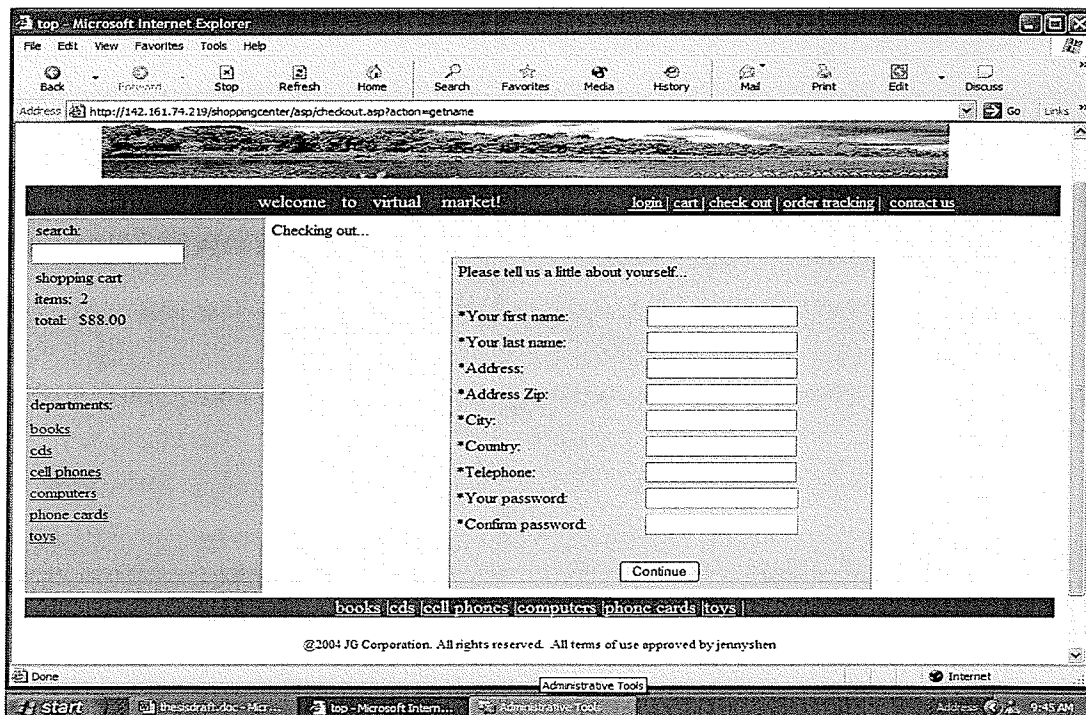 top - Microsoft Internet Explorer
File Edit View Favorites Tools Help
Back Forward Stop Refresh Home Search Favorites Media History Mail Print Edit Discuss
Address http://142.161.74.219/shoppingcenter/asp/checkout.asp?action=getname Go Links »
welcome to virtual market! login | cart | check out | order tracking | contact us
search:
Checking out...
shopping cart
items: 2
total: $88.00
departments:
books
cds
cell phones
computers
phone cards
toys
Please tell us a little about yourself...
*Your first name:
*Your last name:
*Address:
*Address Zip:
*City:
*Country:
*Telephone:
*Your password:
*Confirm password:
Continue
books |cds |cell phones |computers |phone cards |toys |
@2004 JG Corporation. All rights reserved. All terms of use approved by jennyshen
Done Internet
Administrative Tools
start thesisdraft.doc - Micr... top - Microsoft Intern... Administrative Tools Address 9:45 AM